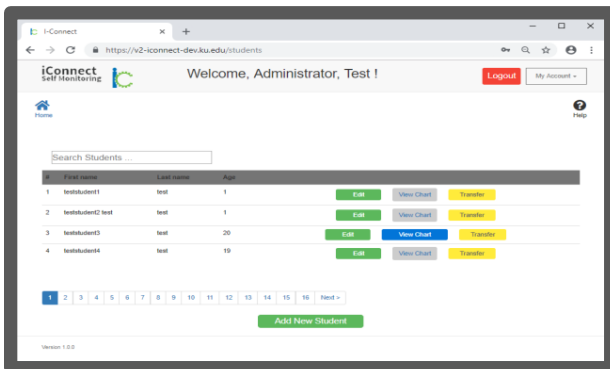 I-Connect
https://v2-iconnect-dev.ku.edu/students
iConnect
Self Monitoring
ic
Welcome, Administrator, Test !
Logout
My Account
Home
Help
Search Students ...
# First name Last name Age
1 teststudent1 test 1 Edit View Chart Transfer
2 teststudent2 test test 1 Edit View Chart Transfer
3 teststudent3 test 20 Edit View Chart Transfer
4 teststudent4 test 19 Edit View Chart Transfer
1 2 3 4 5 6 7 8 9 10 11 12 13 14 15 16 Next >
Add New Student
Version 1.0.0